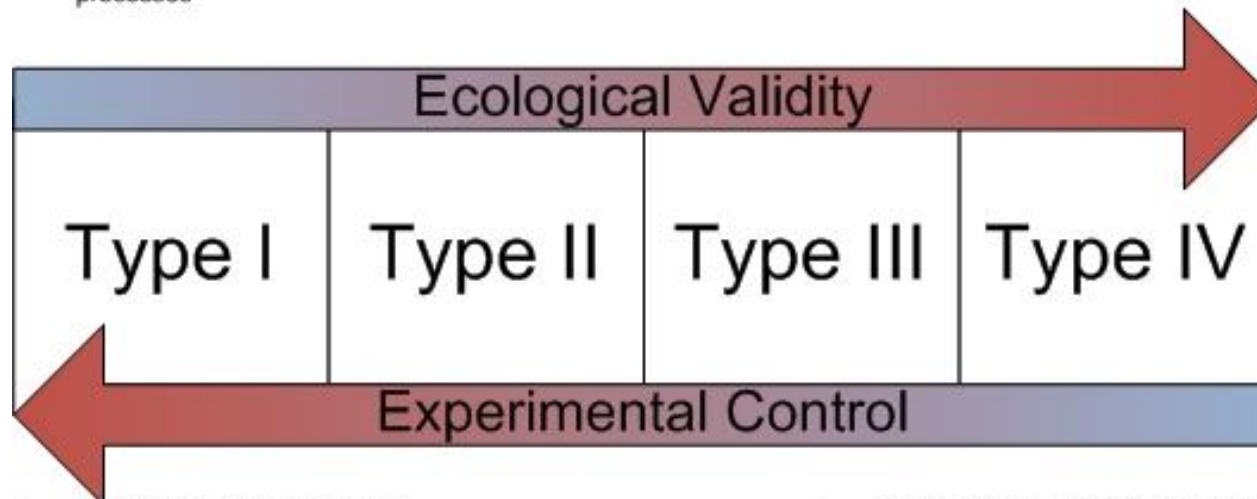 Ecological Validity
Type I Type II Type III Type IV
Experimental Control